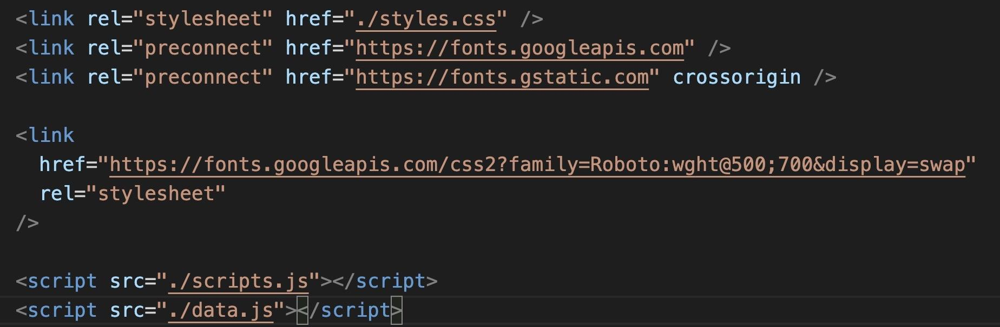 <link rel="stylesheet" href="./styles.css" />
<link rel="preconnect" href="https://fonts.googleapis.com" />
<link rel="preconnect" href="https://fonts.gstatic.com" crossorigin />
<link
href="https://fonts.googleapis.com/css2?family=Roboto:wght@500;700&display=swap"
rel="stylesheet"
/>
<script src="./scripts.js"></script>
<script src="./data.js"></script>